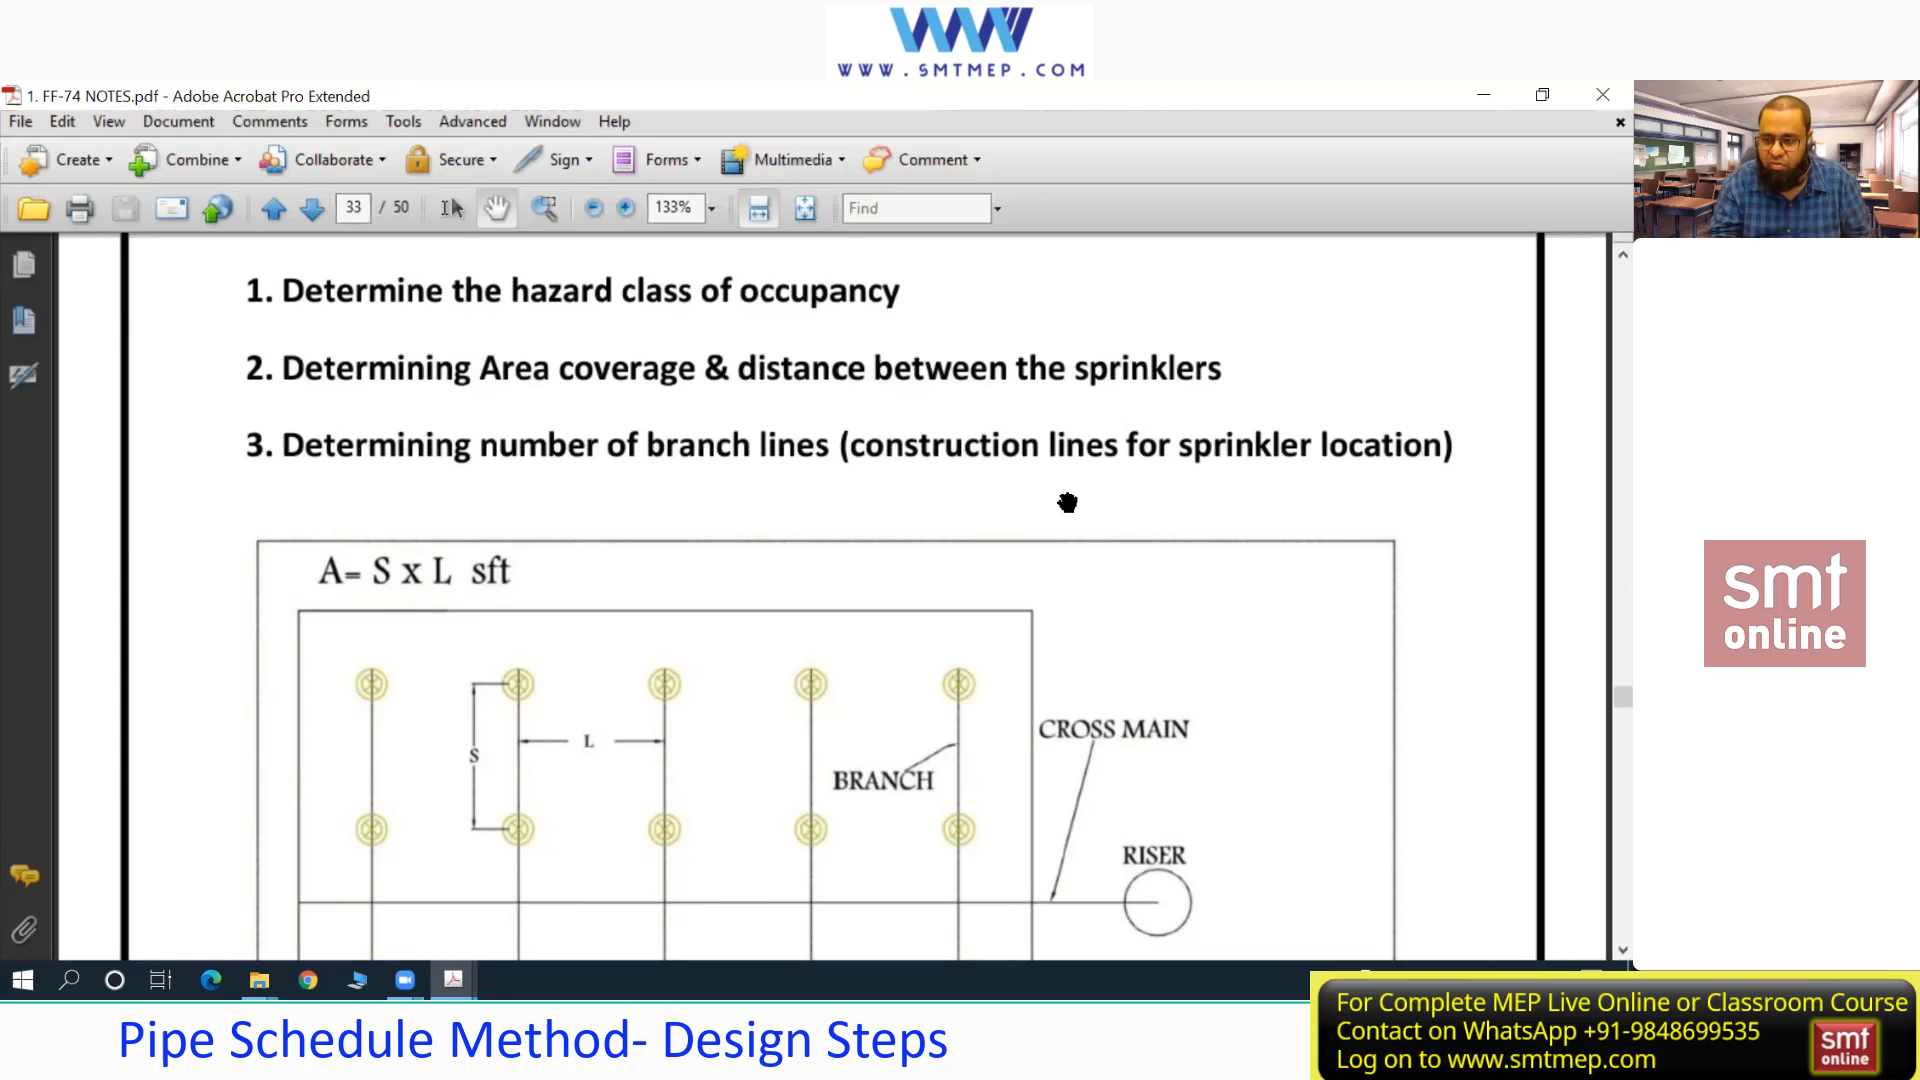 WWW.SMTMEP.COM
1. FF-74 NOTES.pdf - Adobe Acrobat Pro Extended
File Edit View Document Comments Forms Tools Advanced Window Help
Create Combine Collaborate Secure Sign Forms Multimedia Comment
33 / 50 133% Find
1. Determine the hazard class of occupancy
2. Determining Area coverage & distance between the sprinklers
3. Determining number of branch lines (construction lines for sprinkler location)
A= S x L sft
S
L
BRANCH
CROSS MAIN
RISER
smt
online
Pipe Schedule Method- Design Steps
For Complete MEP Live Online or Classroom Course
Contact on WhatsApp +91-9848699535
Log on to www.smtmep.com
smt
online